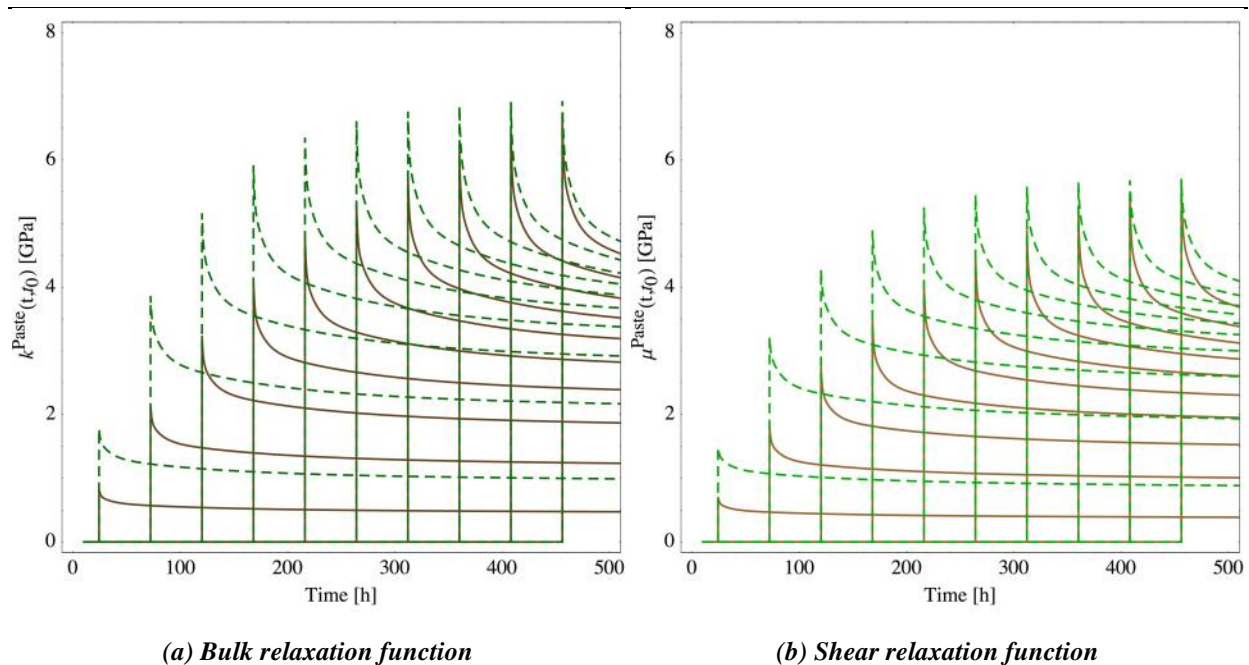 8
6
4
2
0
k^Paste(t,t₀) [GPa]
0 100 200 300 400 500
Time [h]
8
6
4
2
0
μ^Paste(t,t₀) [GPa]
0 100 200 300 400 500
Time [h]
(a) Bulk relaxation function
(b) Shear relaxation function